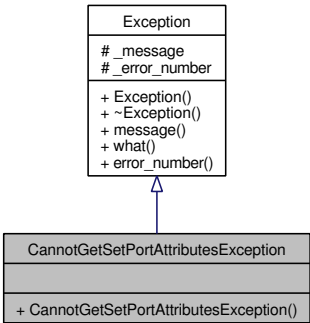 Exception
# _message
# _error_number
+ Exception()
+ ~Exception()
+ message()
+ what()
+ error_number()
CannotGetSetPortAttributesException
+ CannotGetSetPortAttributesException()